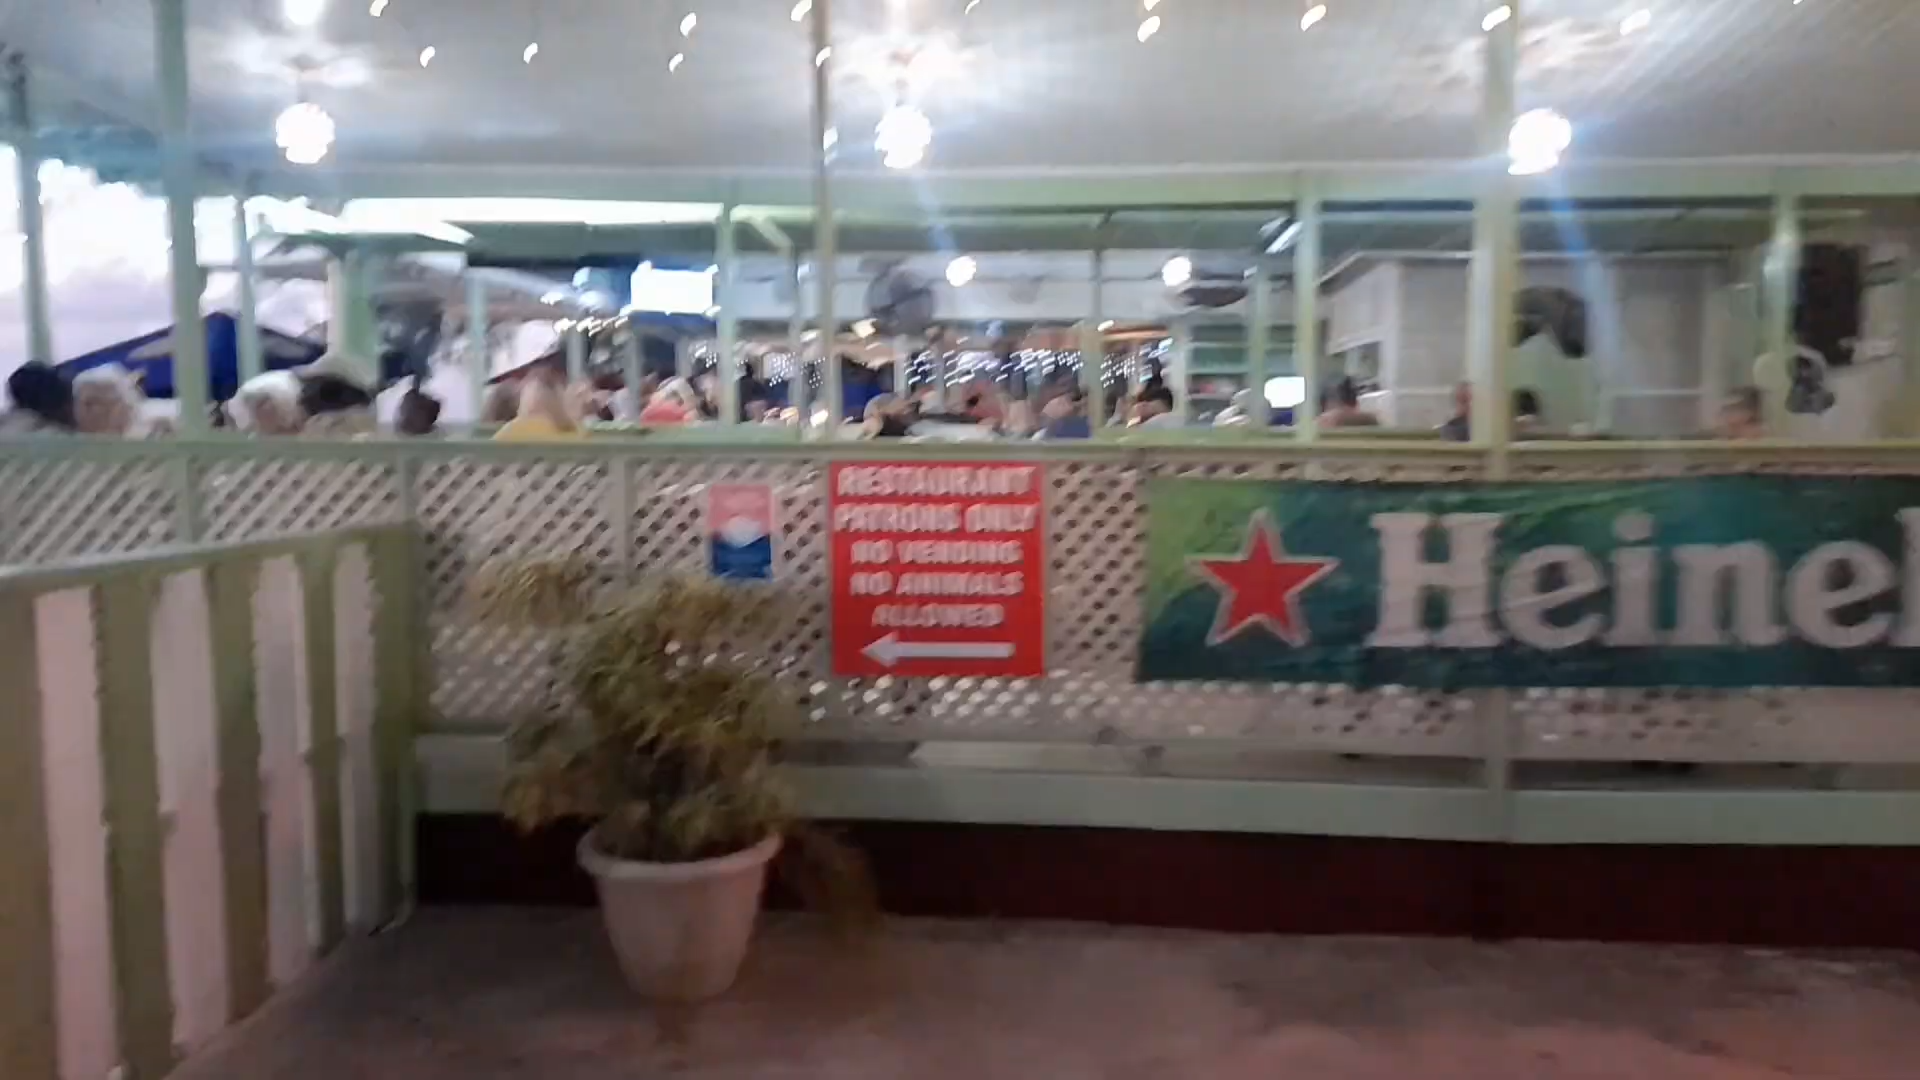 RESTAURANT
PATRONS ONLY
NO VENDING
NO ANIMALS
ALLOWED
Heinek